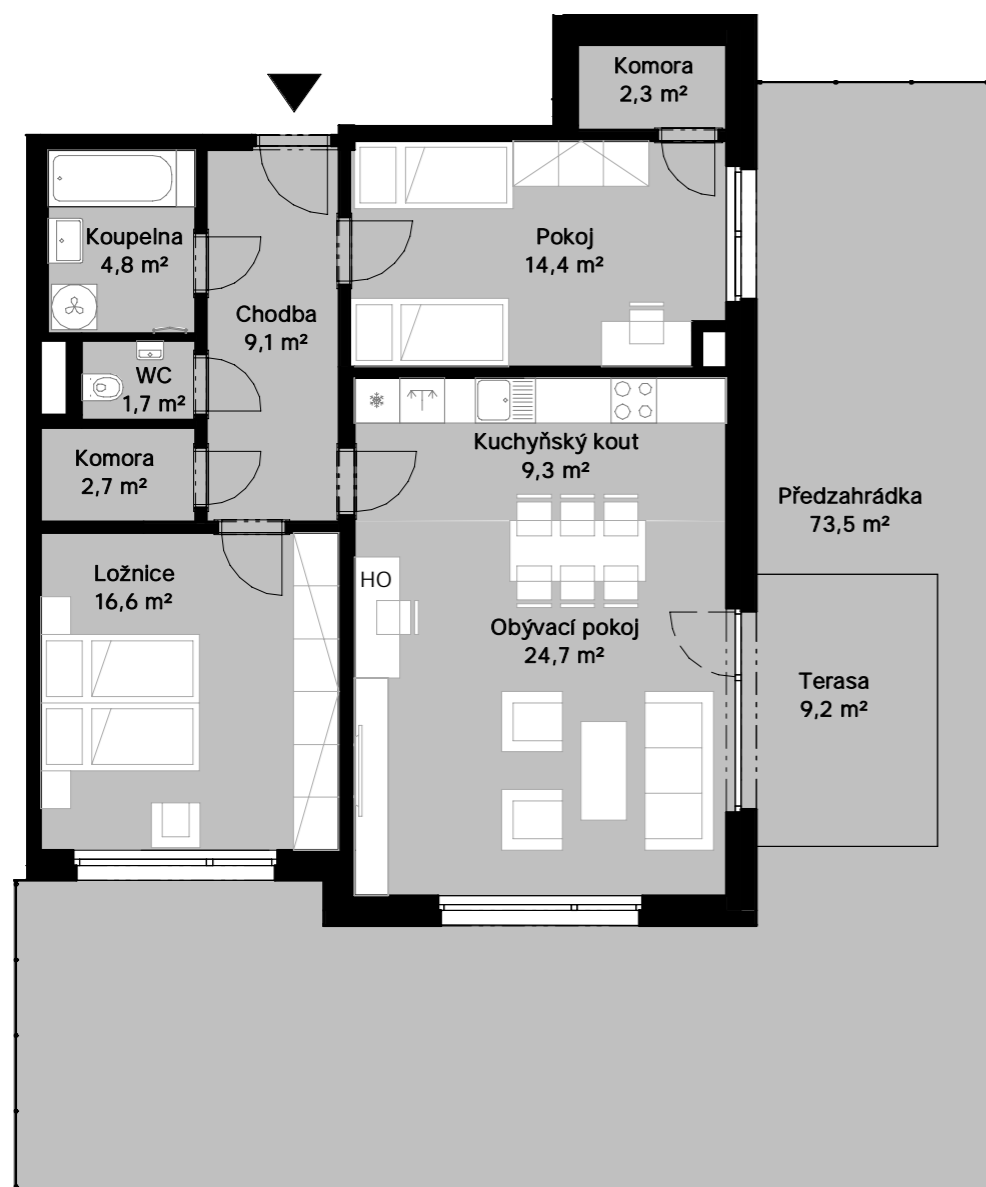 Komora
2,3 m²
Koupelna
4,8 m²
Pokoj
14,4 m²
Chodba
9,1 m²
WC
1,7 m²
Komora
2,7 m²
Kuchyňský kout
9,3 m²
Předzahrádka
73,5 m²
Ložnice
16,6 m²
HO
Obývací pokoj
24,7 m²
Terasa
9,2 m²